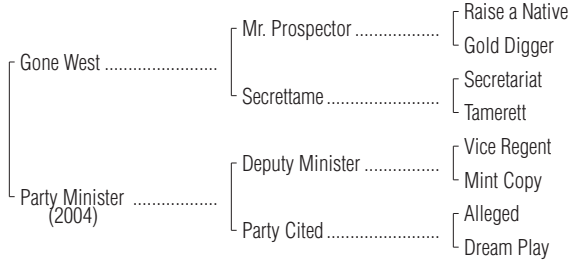 Raise a Native
Mr. Prospector ....................
Gold Digger
Gone West ..........................
Secretariat
Secrettame ..........................
Tamerett
Vice Regent
Deputy Minister ..................
Mint Copy
Party Minister ...................
(2004)
Alleged
Party Cited ..........................
Dream Play